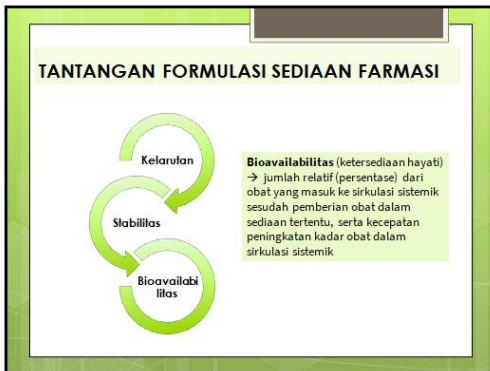 TANTANGAN FORMULASI SEDIAAN FARMASI
Kelarutan
Stabilitas
Bioavailabi
litas
Bioavailabilitas (ketersediaan hayati)
→ jumlah relatif (persentase) dari
obat yang masuk ke sirkulasi sistemik
sesudah pemberian obat dalam
sediaan tertentu, serta kecepatan
peningkatan kadar obat dalam
sirkulasi sistemik